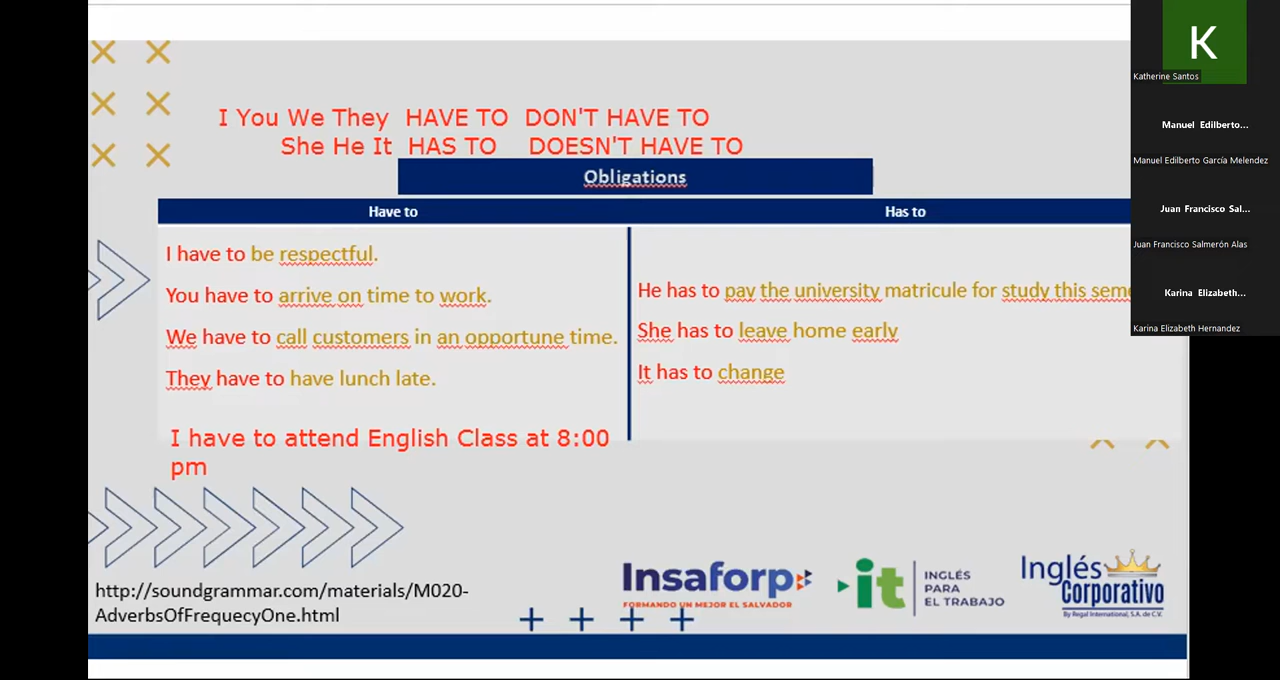 I You We They HAVE TO DON'T HAVE TO
She He It HAS TO DOESN'T HAVE TO
Obligations
Have to
Has to
I have to be respectful.
You have to arrive on time to work.
We have to call customers in an opportune time.
They have to have lunch late.
He has to pay the university matricule for study this seme
She has to leave home early
It has to change
I have to attend English Class at 8:00
pm
http://soundgrammar.com/materials/M020-
AdverbsOfFrequecyOne.html
Insaforp
FORMANDO UN MEJOR EL SALVADOR
it
INGLÉS
PARA
EL TRABAJO
Inglés
Corporativo
By Regal International, S.A. de C.V.
K
Katherine Santos
Manuel Edilberto...
Manuel Edilberto García Melendez
Juan Francisco Sal...
Juan Francisco Salmerón Alas
Karina Elizabeth...
Karina Elizabeth Hernandez